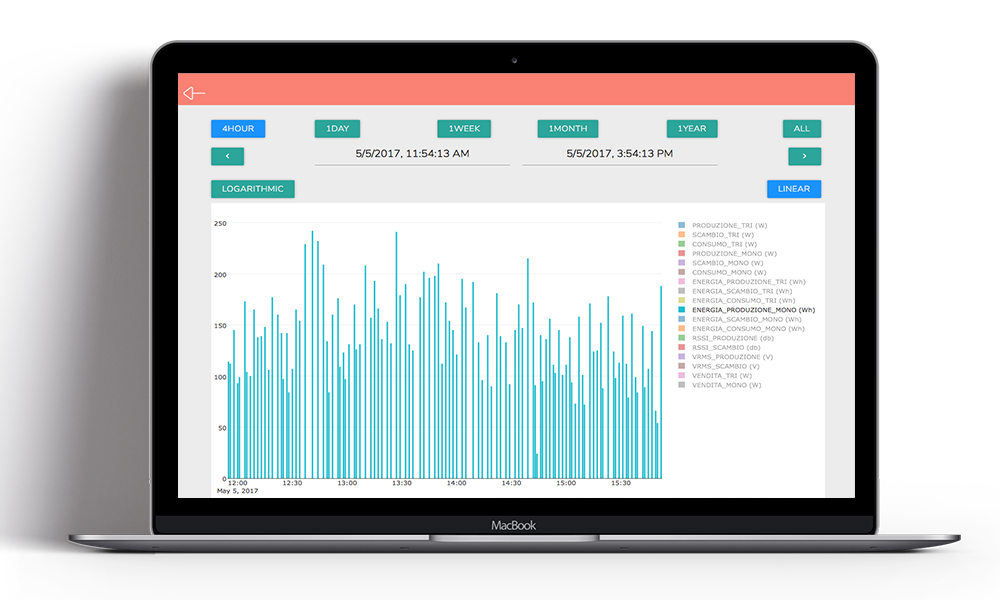 4HOUR 1DAY 1WEEK 1MONTH 1YEAR ALL
‹ 5/5/2017, 11:54:13 AM 5/5/2017, 3:54:13 PM ›
LOGARITHMIC LINEAR
250
200
150
100
50
0
12:00 12:30 13:00 13:30 14:00 14:30 15:00 15:30
May 5, 2017
PRODUZIONE_TRI (W)
SCAMBIO_TRI (W)
CONSUMO_TRI (W)
PRODUZIONE_MONO (W)
SCAMBIO_MONO (W)
CONSUMO_MONO (W)
ENERGIA_PRODUZIONE_TRI (Wh)
ENERGIA_SCAMBIO_TRI (Wh)
ENERGIA_CONSUMO_TRI (Wh)
ENERGIA_PRODUZIONE_MONO (Wh)
ENERGIA_SCAMBIO_MONO (Wh)
ENERGIA_CONSUMO_MONO (Wh)
RSSI_PRODUZIONE (db)
RSSI_SCAMBIO (db)
VRMS_PRODUZIONE (V)
VRMS_SCAMBIO (V)
VENDITA_TRI (W)
VENDITA_MONO (W)
MacBook